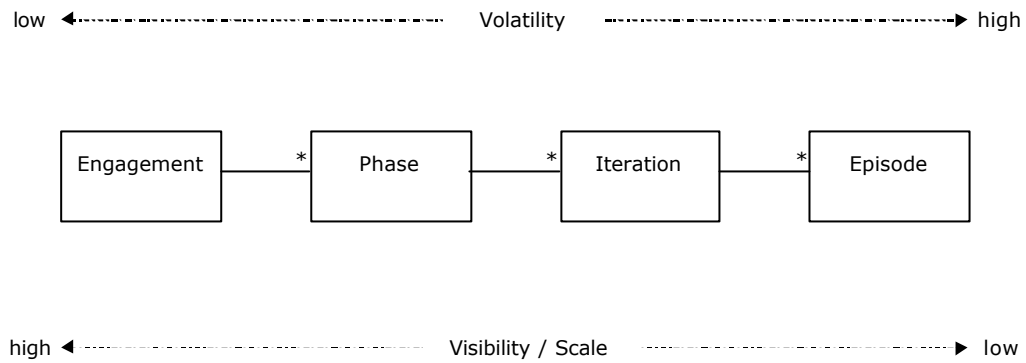 low Volatility high
Engagement * Phase * Iteration * Episode
high Visibility / Scale low